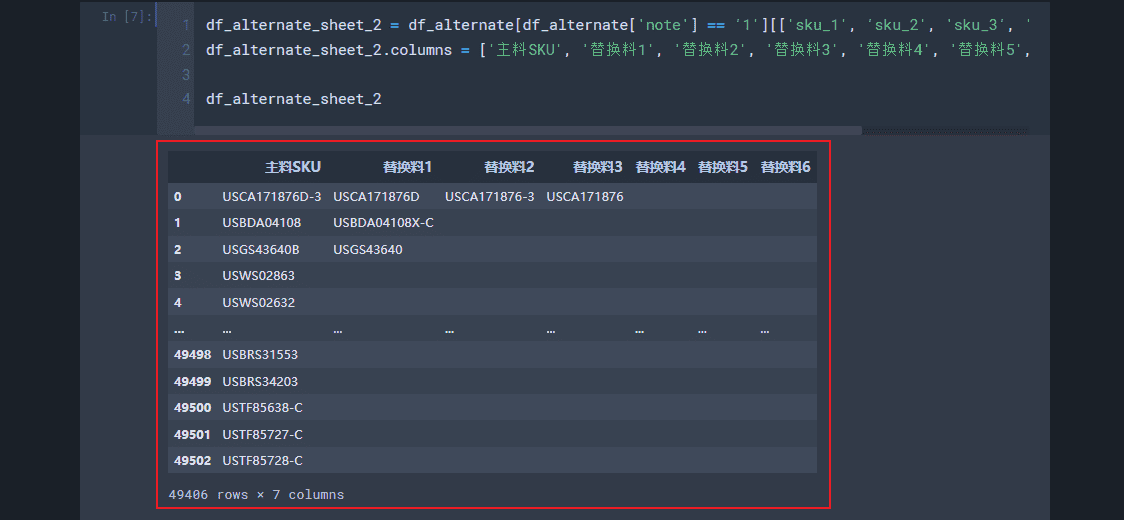 In [7]:
1 df_alternate_sheet_2 = df_alternate[df_alternate['note'] == '1'][['sku_1', 'sku_2', 'sku_3', '
2 df_alternate_sheet_2.columns = ['主料SKU', '替换料1', '替换料2', '替换料3', '替换料4', '替换料5',
3
4 df_alternate_sheet_2
主料SKU 替换料1 替换料2 替换料3 替换料4 替换料5 替换料6
0 USCA171876D-3 USCA171876D USCA171876-3 USCA171876
1 USBDA04108 USBDA04108X-C
2 USGS43640B USGS43640
3 USWS02863
4 USWS02632
... ... ... ... ... ... ... ...
49498 USBRS31553
49499 USBRS34203
49500 USTF85638-C
49501 USTF85727-C
49502 USTF85728-C
49406 rows × 7 columns